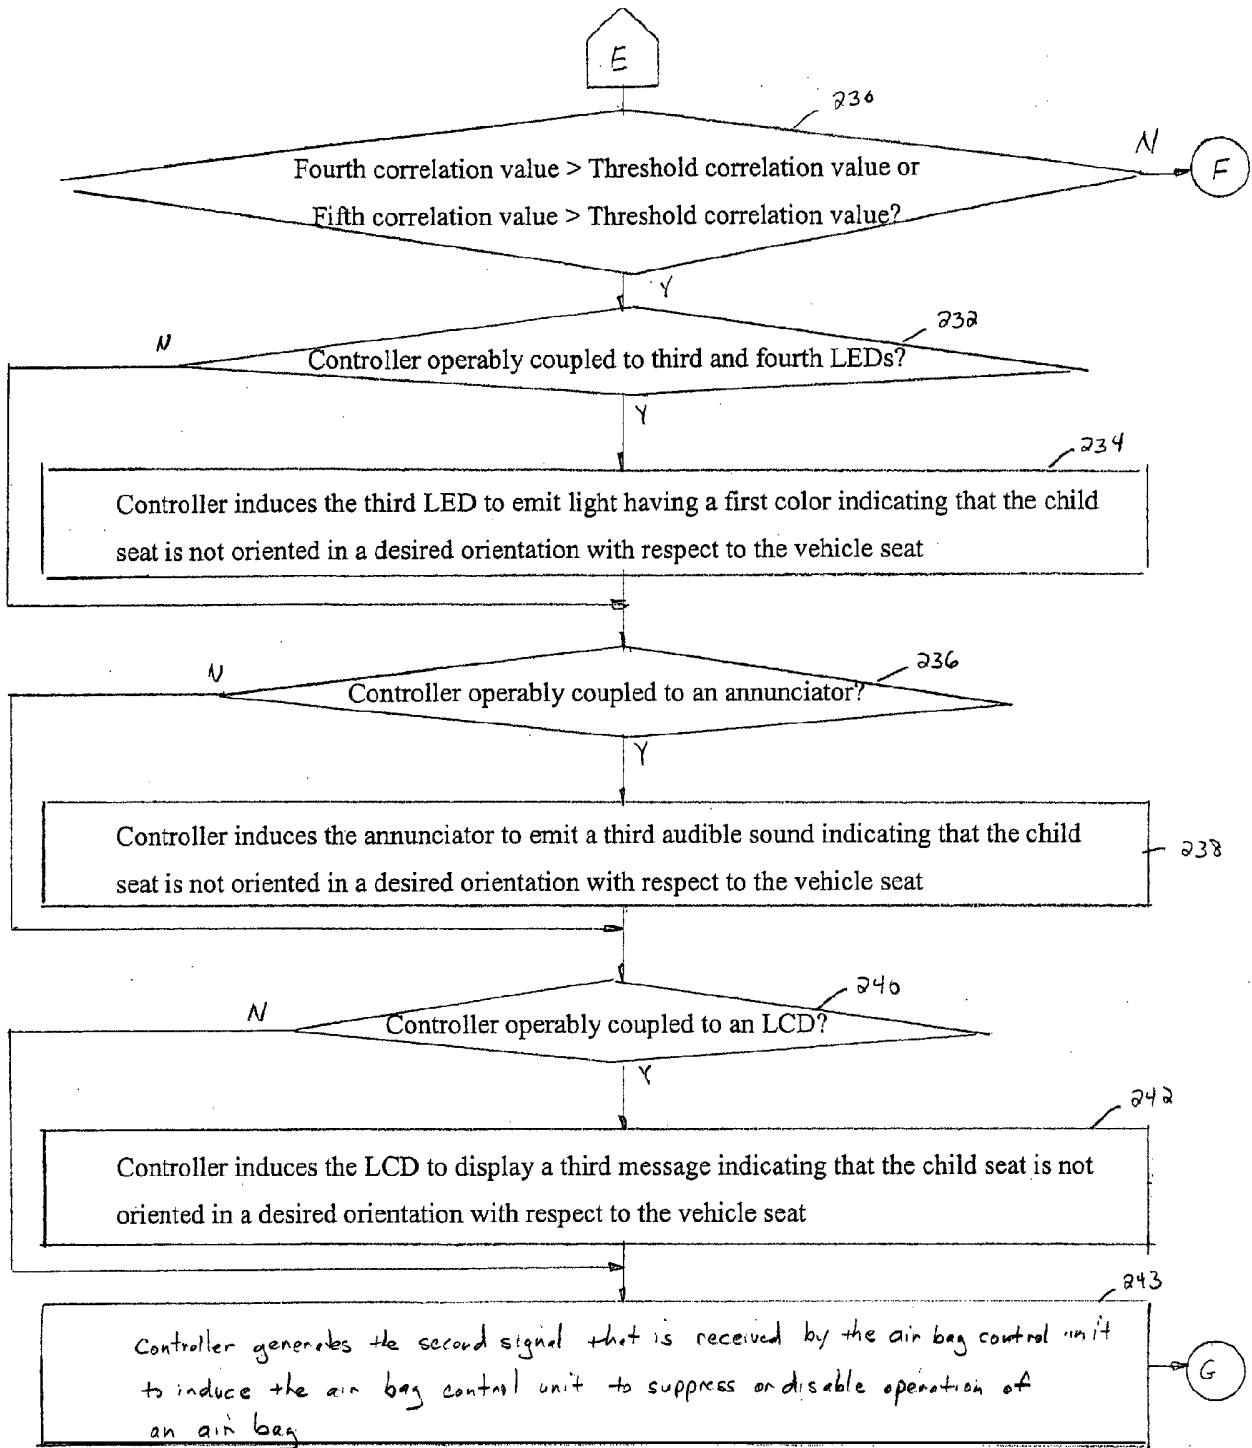 E
230
N
F
Fourth correlation value > Threshold correlation value or
Fifth correlation value > Threshold correlation value?
Y
232
N
Controller operably coupled to third and fourth LEDs?
Y
234
Controller induces the third LED to emit light having a first color indicating that the child
seat is not oriented in a desired orientation with respect to the vehicle seat
N
236
Controller operably coupled to an annunciator?
Y
Controller induces the annunciator to emit a third audible sound indicating that the child
seat is not oriented in a desired orientation with respect to the vehicle seat
238
N
240
Controller operably coupled to an LCD?
Y
242
Controller induces the LCD to display a third message indicating that the child seat is not
oriented in a desired orientation with respect to the vehicle seat
243
Controller generates the second signal that is received by the air bag control unit
to induce the air bag control unit to suppress or disable operation of
an air bag
G